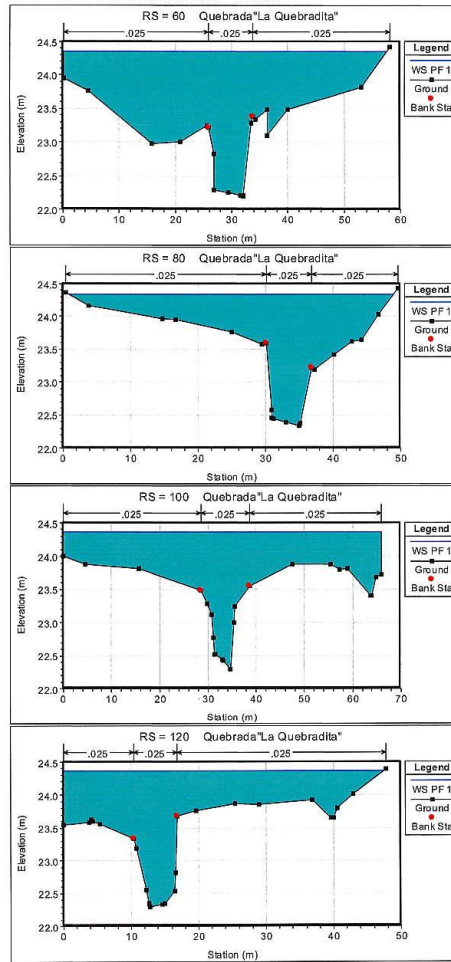 RS = 60 Quebrada"La Quebradita"
.025 .025 .025
Legend
WS PF 1
Ground
Bank Sta
Elevation (m)
24.5
24.0
23.5
23.0
22.5
22.0
0 10 20 30 40 50 60
Station (m)
RS = 80 Quebrada"La Quebradita"
.025 .025 .025
Legend
WS PF 1
Ground
Bank Sta
Elevation (m)
24.5
24.0
23.5
23.0
22.5
22.0
0 10 20 30 40 50
Station (m)
RS = 100 Quebrada"La Quebradita"
.025 .025 .025
Legend
WS PF 1
Ground
Bank Sta
Elevation (m)
24.5
24.0
23.5
23.0
22.5
22.0
0 10 20 30 40 50 60 70
Station (m)
RS = 120 Quebrada"La Quebradita"
.025 .025 .025
Legend
WS PF 1
Ground
Bank Sta
Elevation (m)
24.5
24.0
23.5
23.0
22.5
22.0
0 10 20 30 40 50
Station (m)